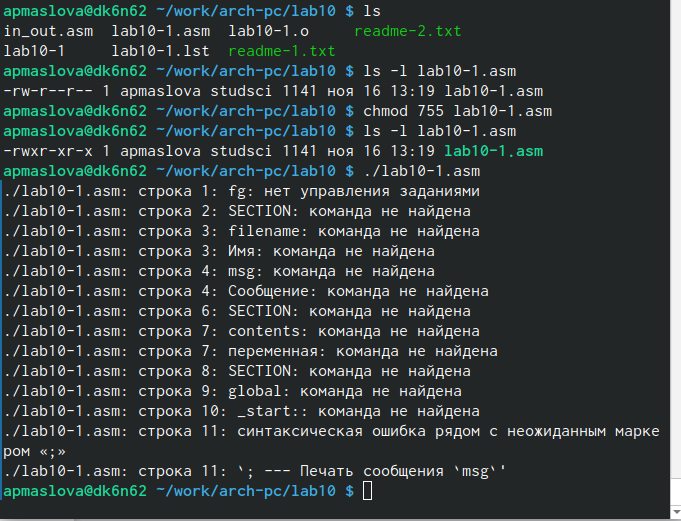 apmaslova@dk6n62 ~/work/arch-pc/lab10 $ ls
in_out.asm  lab10-1.asm  lab10-1.o    readme-2.txt
lab10-1     lab10-1.lst  readme-1.txt
apmaslova@dk6n62 ~/work/arch-pc/lab10 $ ls -l lab10-1.asm
-rw-r--r-- 1 apmaslova studsci 1141 ноя 16 13:19 lab10-1.asm
apmaslova@dk6n62 ~/work/arch-pc/lab10 $ chmod 755 lab10-1.asm
apmaslova@dk6n62 ~/work/arch-pc/lab10 $ ls -l lab10-1.asm
-rwxr-xr-x 1 apmaslova studsci 1141 ноя 16 13:19 lab10-1.asm
apmaslova@dk6n62 ~/work/arch-pc/lab10 $ ./lab10-1.asm
./lab10-1.asm: строка 1: fg: нет управления заданиями
./lab10-1.asm: строка 2: SECTION: команда не найдена
./lab10-1.asm: строка 3: filename: команда не найдена
./lab10-1.asm: строка 3: Имя: команда не найдена
./lab10-1.asm: строка 4: msg: команда не найдена
./lab10-1.asm: строка 4: Сообщение: команда не найдена
./lab10-1.asm: строка 6: SECTION: команда не найдена
./lab10-1.asm: строка 7: contents: команда не найдена
./lab10-1.asm: строка 7: переменная: команда не найдена
./lab10-1.asm: строка 8: SECTION: команда не найдена
./lab10-1.asm: строка 9: global: команда не найдена
./lab10-1.asm: строка 10: _start:: команда не найдена
./lab10-1.asm: строка 11: синтаксическая ошибка рядом с неожиданным марке
ром «;»
./lab10-1.asm: строка 11: `; --- Печать сообщения `msg`'
apmaslova@dk6n62 ~/work/arch-pc/lab10 $